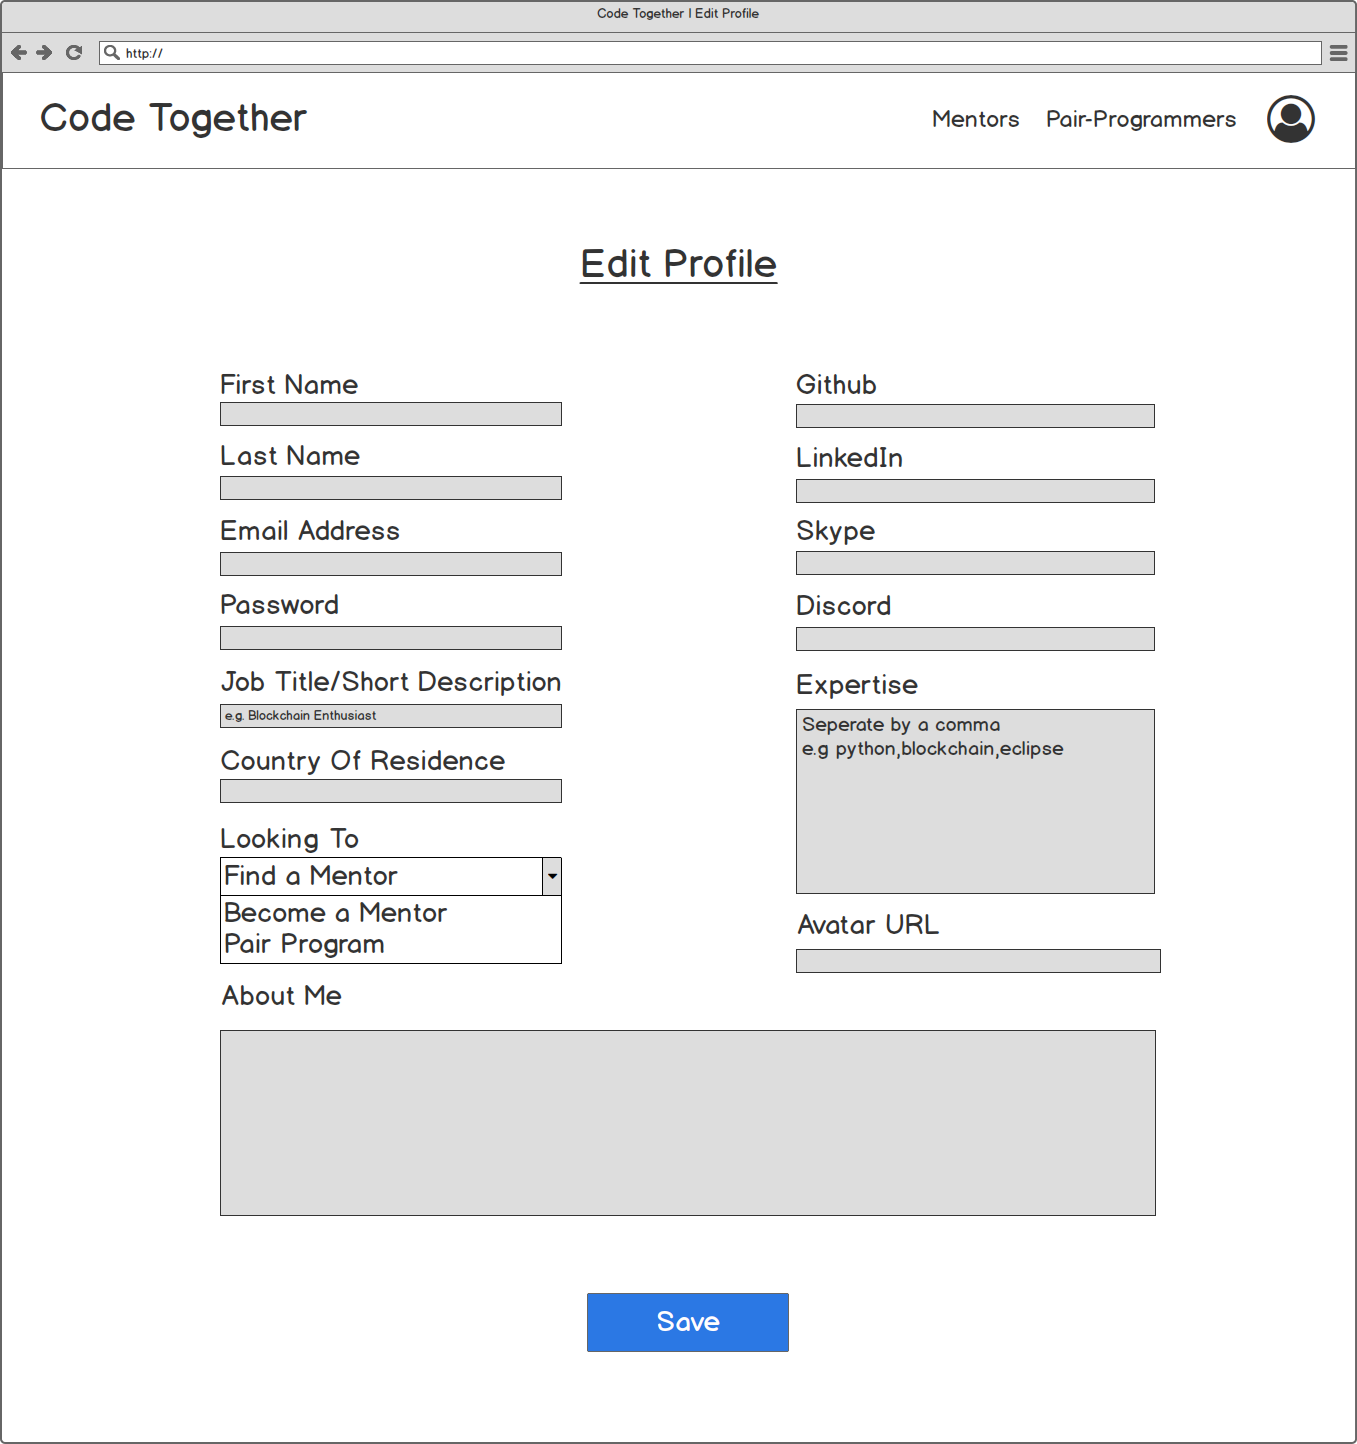 Code Together | Edit Profile
http://
Code Together
Mentors
Pair-Programmers
Edit Profile
First Name
Last Name
Email Address
Password
Job Title/Short Description
e.g. Blockchain Enthusiast
Country Of Residence
Looking To
Find a Mentor
Become a Mentor
Pair Program
Github
LinkedIn
Skype
Discord
Expertise
Seperate by a comma
e.g python,blockchain,eclipse
Avatar URL
About Me
Save